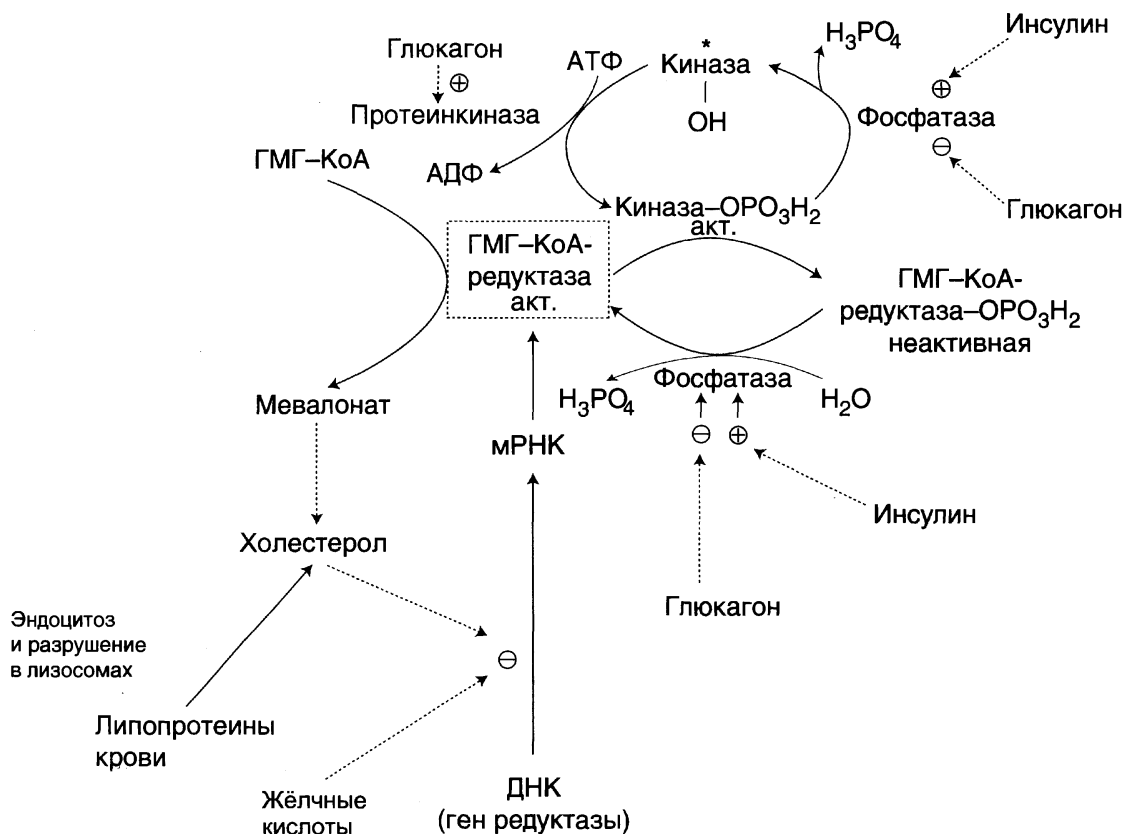 Инсулин
H₃PO₄
Глюкагон
АТФ
*
Киназа
⊕
⊕
Протеинкиназа
OH
Фосфатаза
⊖
ГМГ–КоА
АДФ
Киназа–OPO₃H₂
акт.
Глюкагон
ГМГ–КоА-
редуктаза
акт.
ГМГ–КоА-
редуктаза–OPO₃H₂
неактивная
Фосфатаза
H₃PO₄
H₂O
Мевалонат
⊖ ⊕
мРНК
Инсулин
Холестерол
Глюкагон
Эндоцитоз
и разрушение
в лизосомах
⊖
Липопротеины
крови
Жёлчные
кислоты
ДНК
(ген редуктазы)